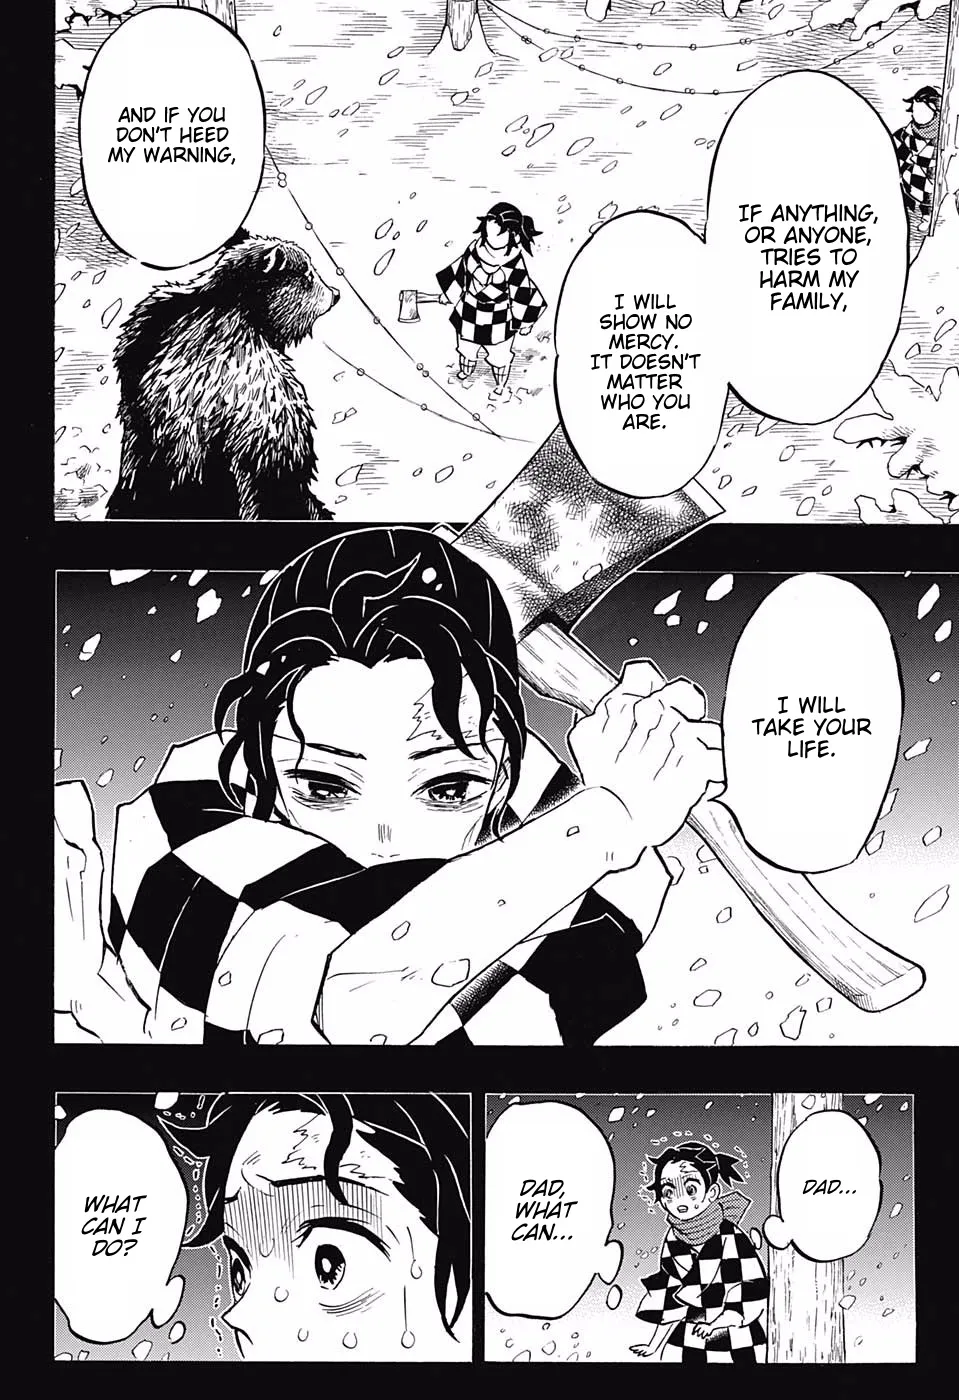 IF ANYTHING,
OR ANYONE,
TRIES TO
HARM MY
FAMILY,
I WILL
SHOW NO
MERCY.
IT DOESN'T
MATTER
WHO YOU
ARE.
AND IF YOU
DON'T HEED
MY WARNING,
I WILL
TAKE YOUR
LIFE.
DAD...
DAD,
WHAT
CAN...
WHAT
CAN I
DO?